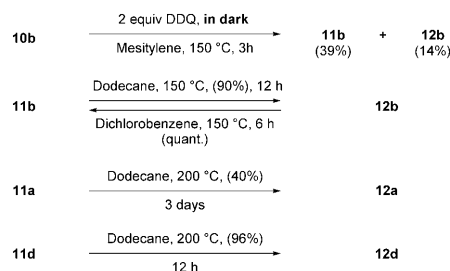 2 equiv DDQ, in dark
10b 11b + 12b
Mesitylene, 150 °C, 3h (39%) (14%)
Dodecane, 150 °C, (90%), 12 h
11b 12b
Dichlorobenzene, 150 °C, 6 h
(quant.)
Dodecane, 200 °C, (40%)
11a 12a
3 days
Dodecane, 200 °C, (96%)
11d 12d
12 h